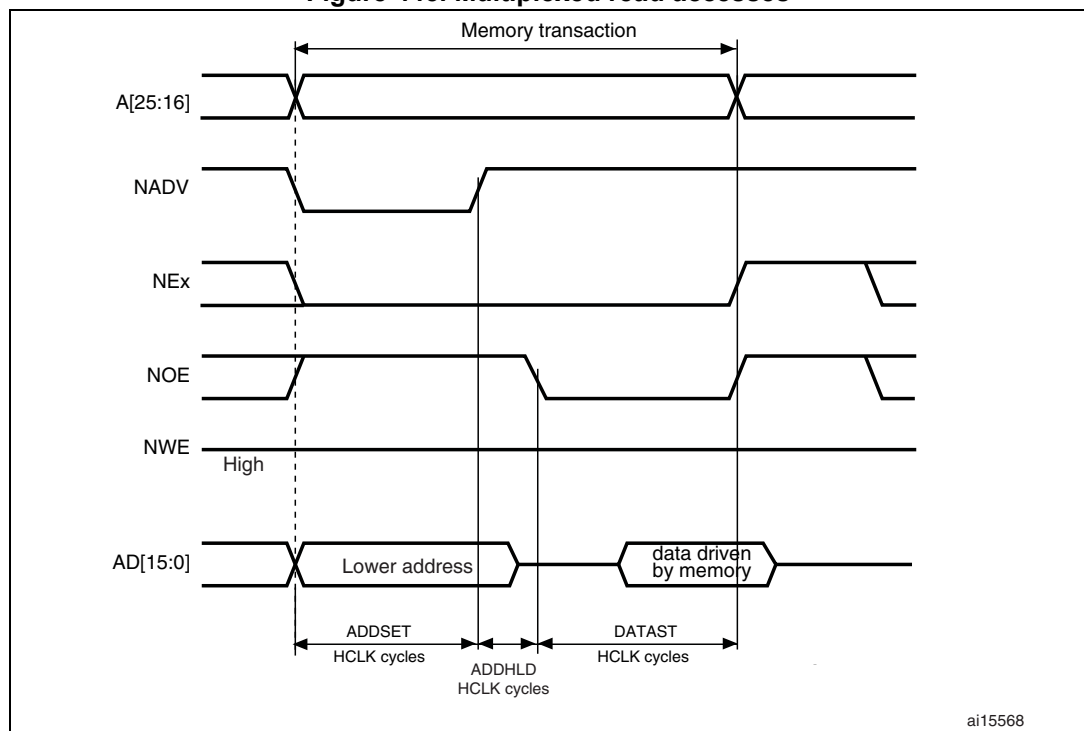 Memory transaction
A[25:16]
NADV
NEx
NOE
NWE
High
AD[15:0]
Lower address
data driven
by memory
ADDSET
HCLK cycles
ADDHLD
HCLK cycles
DATAST
HCLK cycles
ai15568